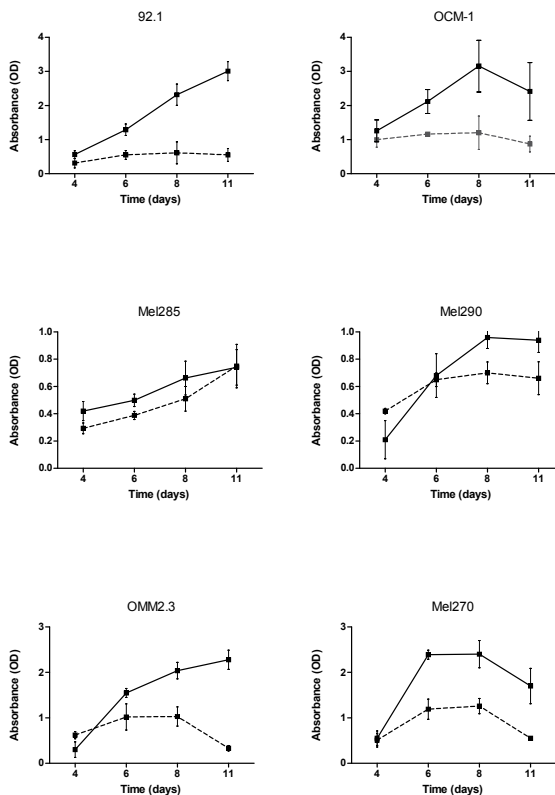 92.1
Absorbance (OD)
4
3
2
1
0
4 6 8 11
Time (days)
OCM-1
Absorbance (OD)
4
3
2
1
0
4 6 8 11
Time (days)
Mel285
Absorbance (OD)
1.0
0.8
0.6
0.4
0.2
0.0
4 6 8 11
Time (days)
Mel290
Absorbance (OD)
1.0
0.8
0.6
0.4
0.2
0.0
4 6 8 11
Time (days)
OMM2.3
Absorbance (OD)
3
2
1
0
4 6 8 11
Time (days)
Mel270
Absorbance (OD)
3
2
1
0
4 6 8 11
Time (days)